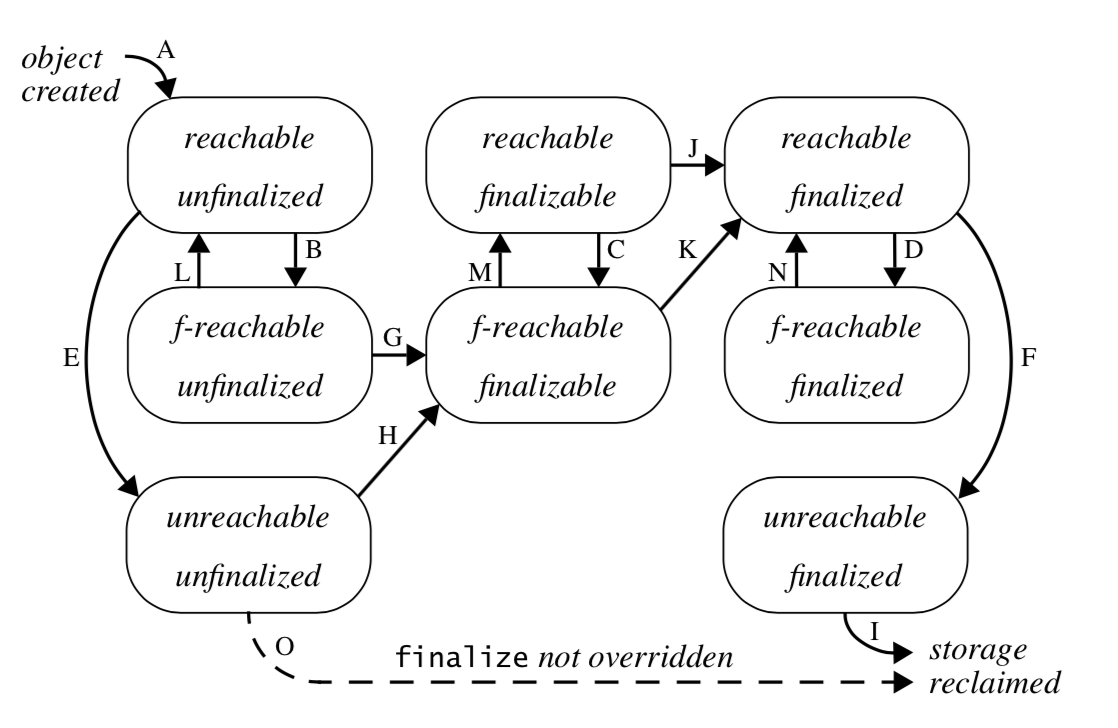 object
created
A
reachable
unfinalized
reachable
finalizable
J
reachable
finalized
L
B
M
C
K
N
D
E
f-reachable
unfinalized
G
f-reachable
finalizable
f-reachable
finalized
F
H
unreachable
unfinalized
unreachable
finalized
O
finalize not overridden
I
storage
reclaimed